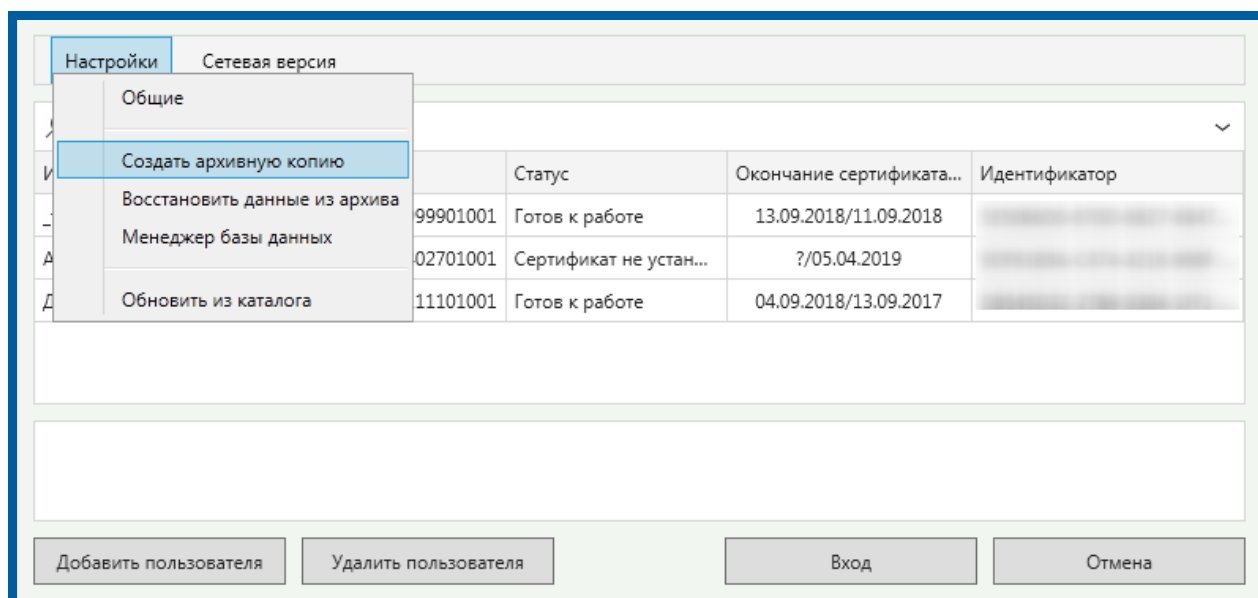 Настройки Сетевая версия
Общие
Создать архивную копию
Восстановить данные из архива
Менеджер базы данных
Обновить из каталога
Статус Окончание сертификата... Идентификатор
99901001 Готов к работе 13.09.2018/11.09.2018
02701001 Сертификат не устан... ?/05.04.2019
11101001 Готов к работе 04.09.2018/13.09.2017
Добавить пользователя Удалить пользователя Вход Отмена